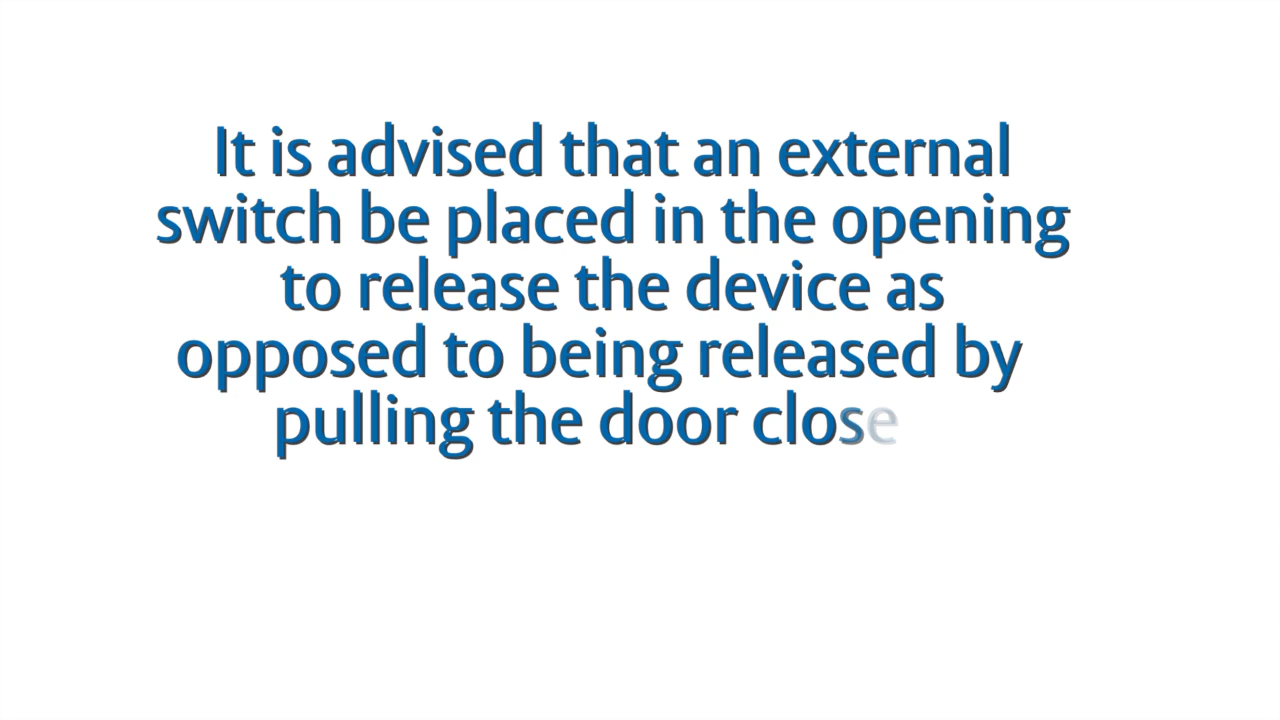 It is advised that an external
switch be placed in the opening
to release the device as
opposed to being released by
pulling the door close